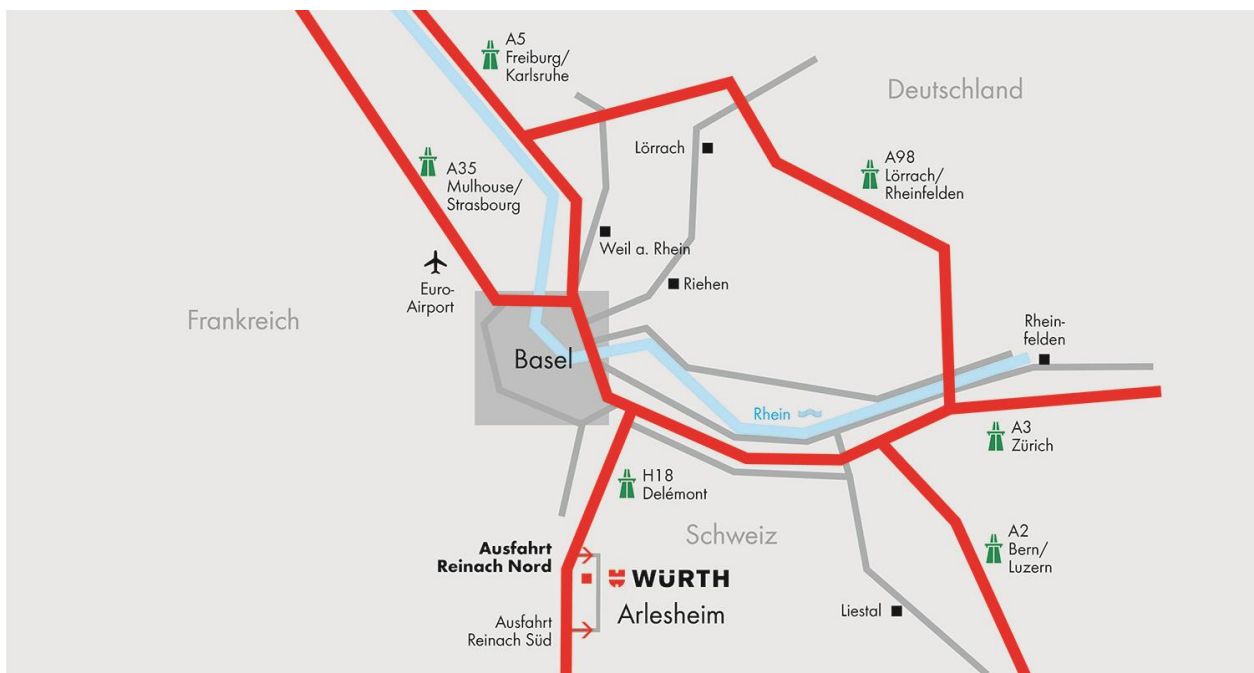 A5
Freiburg/
Karlsruhe
Deutschland
Lörrach
A98
Lörrach/
Rheinfelden
A35
Mulhouse/
Strasbourg
Weil a. Rhein
Euro-
Airport
Riehen
Frankreich
Rhein-
felden
Basel
Rhein
A3
Zürich
H18
Delémont
Schweiz
A2
Bern/
Luzern
Ausfahrt
Reinach Nord
WÜRTH
Arlesheim
Liestal
Ausfahrt
Reinach Süd